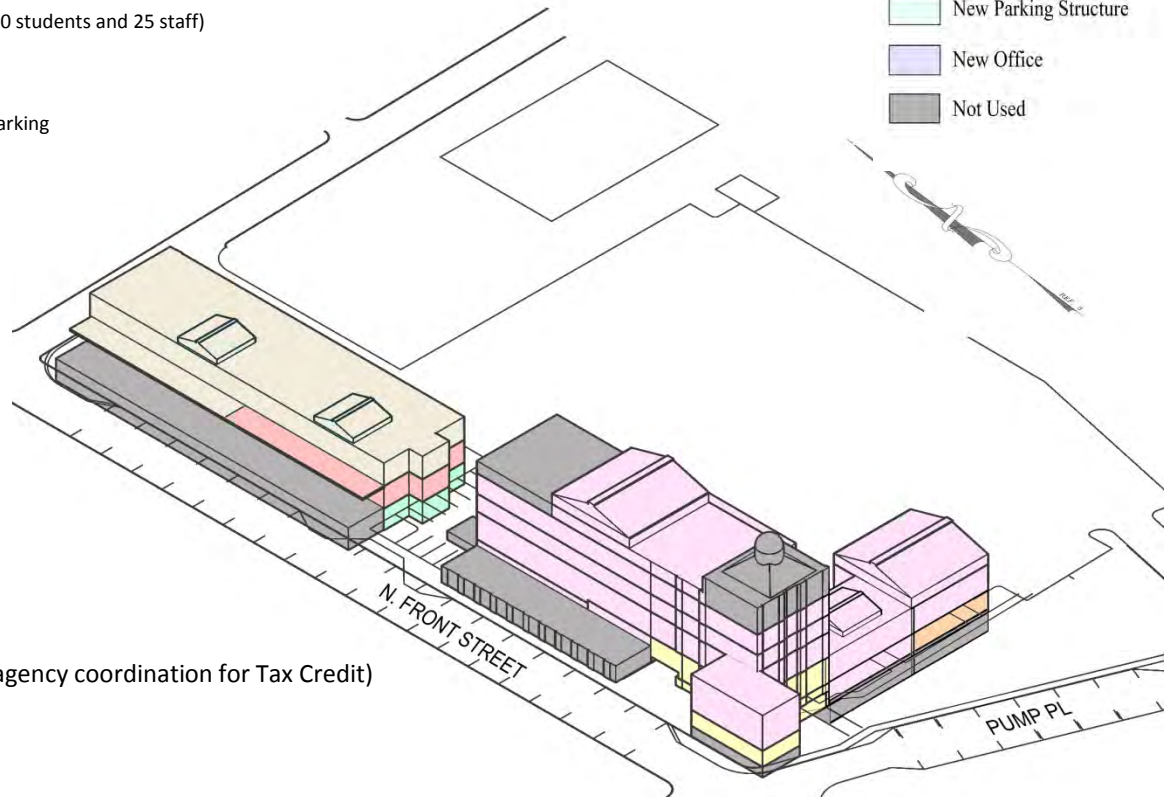 0 students and 25 staff)
New Parking Structure
New Office
arking
Not Used
N. FRONT STREET
agency coordination for Tax Credit)
PUMP PL